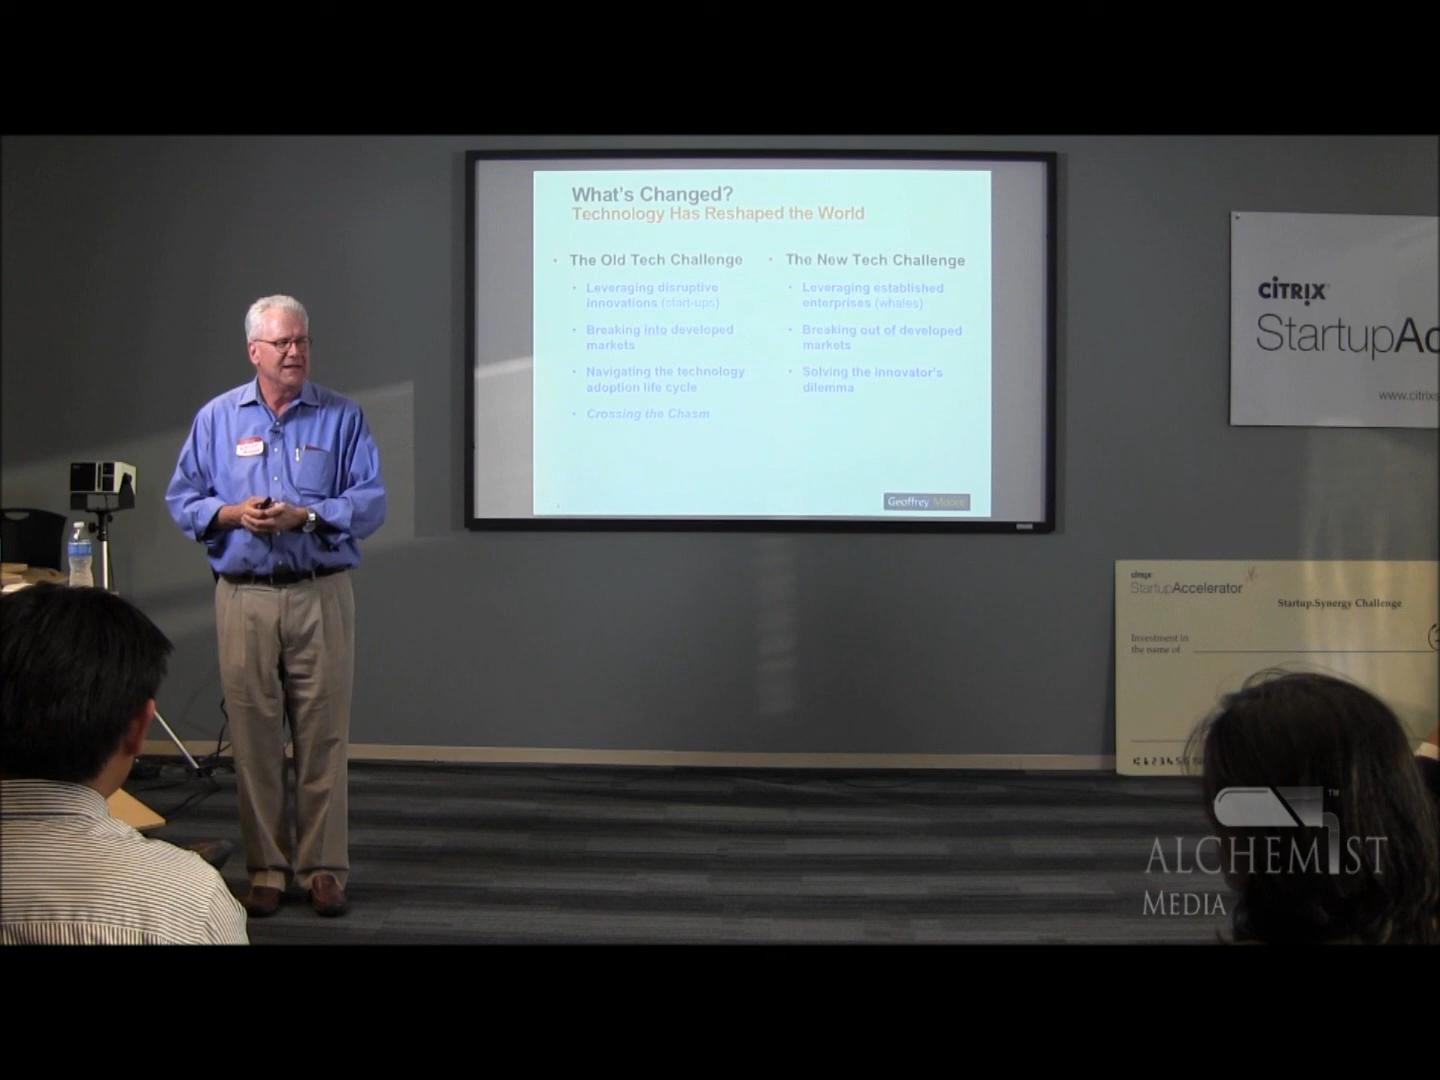 What's Changed?
Technology Has Reshaped the World
• The Old Tech Challenge
• Leveraging disruptive
innovations (start-ups)
• Breaking into developed
markets
• Navigating the technology
adoption life cycle
• Crossing the Chasm
• The New Tech Challenge
• Leveraging established
enterprises (whales)
• Breaking out of developed
markets
• Solving the innovator's
dilemma
Geoffrey Moore
CITRIX
StartupAc
www.citrixs
citrix
StartupAccelerator
Startup.Synergy Challenge
Investment in
the name of
ALCHEMIST
MEDIA
TM